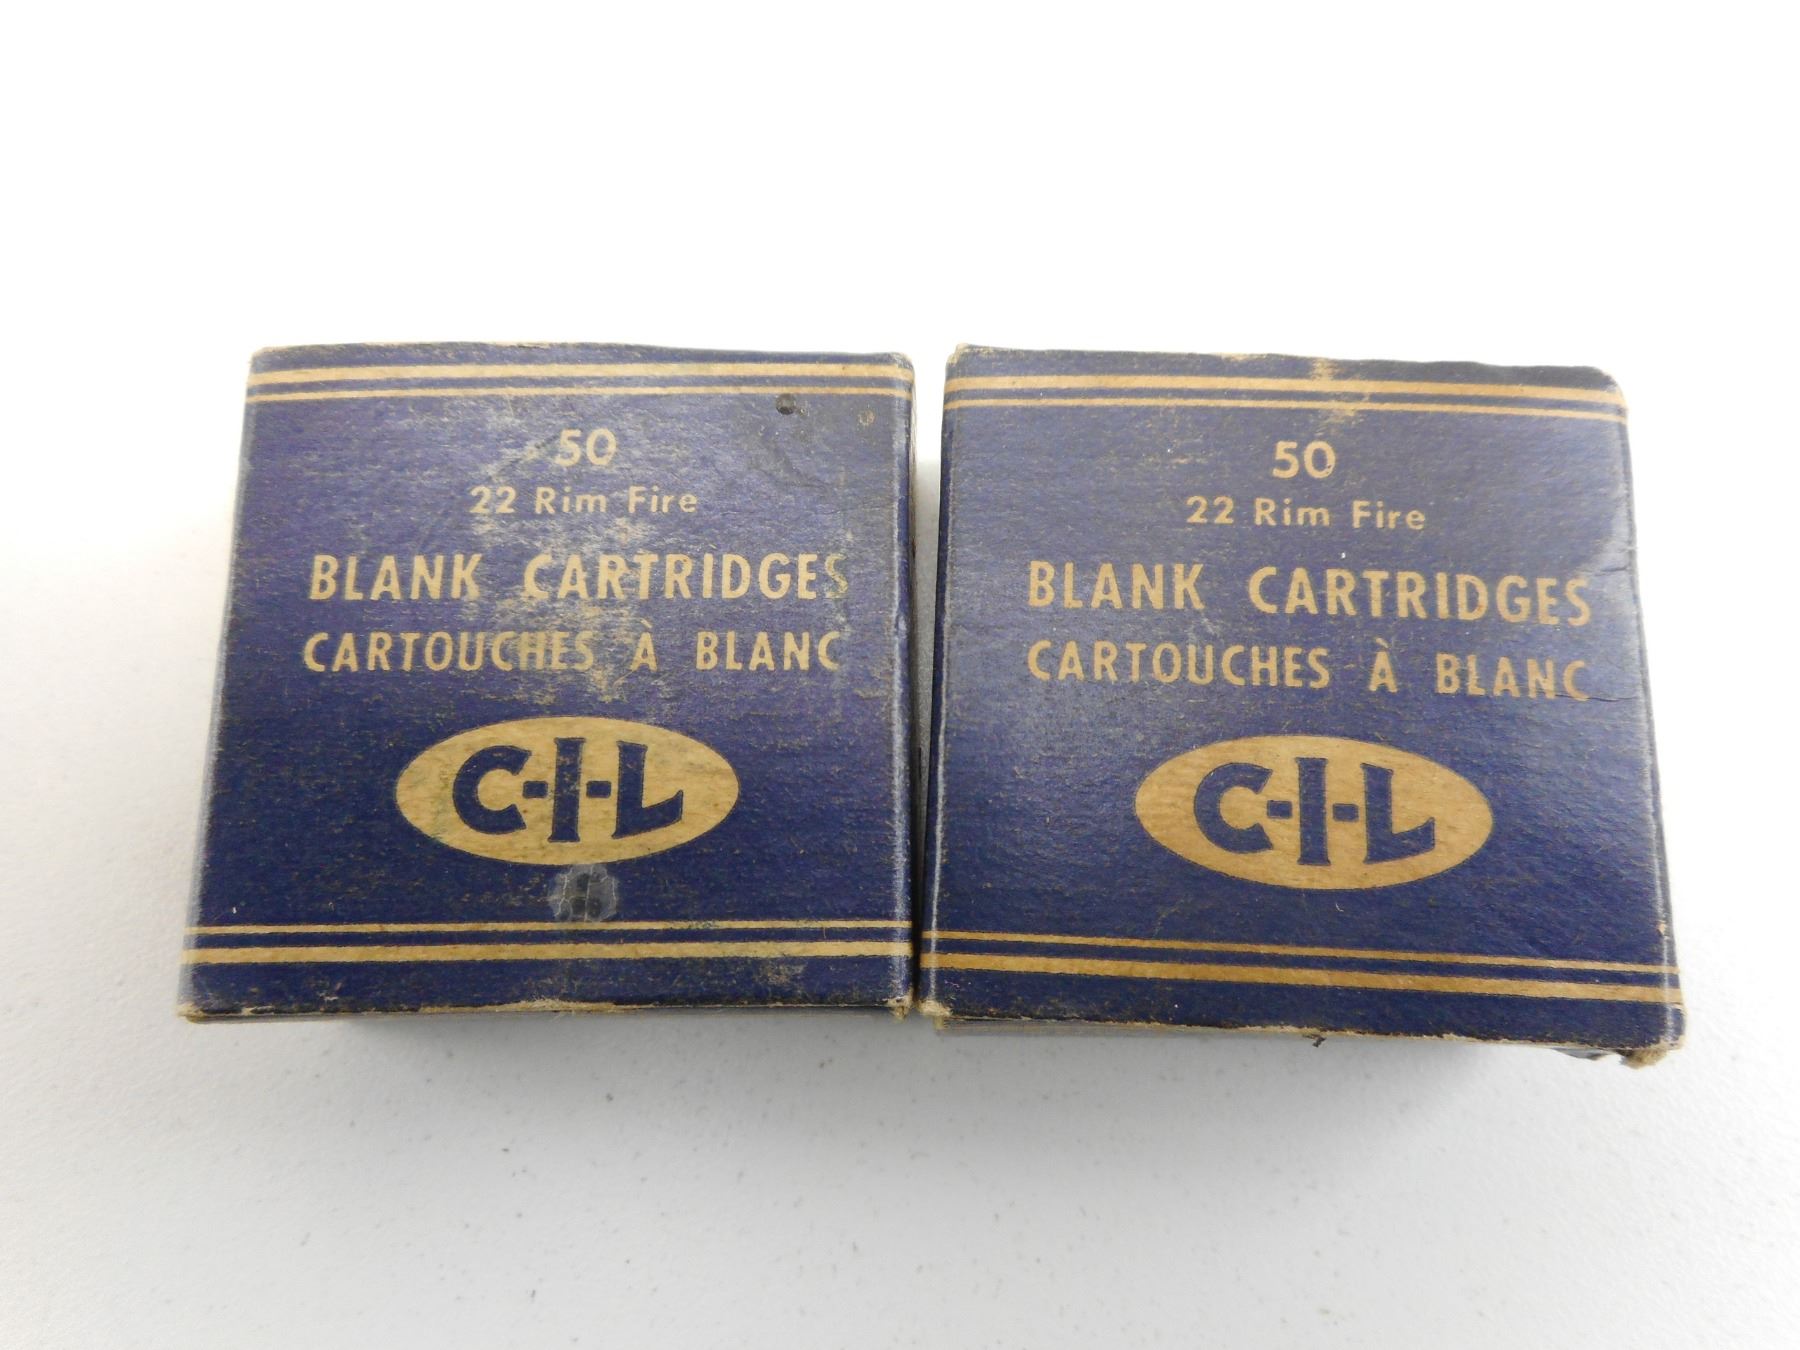 50
22 Rim Fire
BLANK CARTRIDGES
CARTOUCHES À BLANC
C-I-L
50
22 Rim Fire
BLANK CARTRIDGES
CARTOUCHES À BLANC
C-I-L